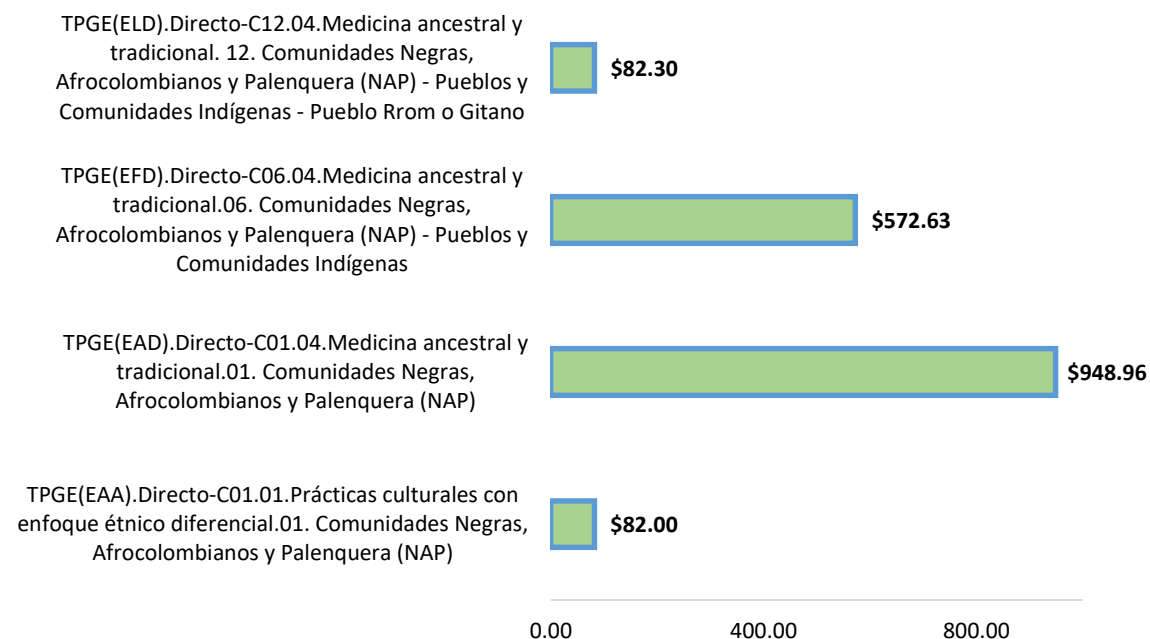 TPGE(ELD).Directo-C12.04.Medicina ancestral y
tradicional. 12. Comunidades Negras,
Afrocolombianos y Palenquera (NAP) - Pueblos y
Comunidades Indígenas - Pueblo Rrom o Gitano
$82.30
TPGE(EFD).Directo-C06.04.Medicina ancestral y
tradicional.06. Comunidades Negras,
Afrocolombianos y Palenquera (NAP) - Pueblos y
Comunidades Indígenas
$572.63
TPGE(EAD).Directo-C01.04.Medicina ancestral y
tradicional.01. Comunidades Negras,
Afrocolombianos y Palenquera (NAP)
$948.96
TPGE(EAA).Directo-C01.01.Prácticas culturales con
enfoque étnico diferencial.01. Comunidades Negras,
Afrocolombianos y Palenquera (NAP)
$82.00
0.00 400.00 800.00